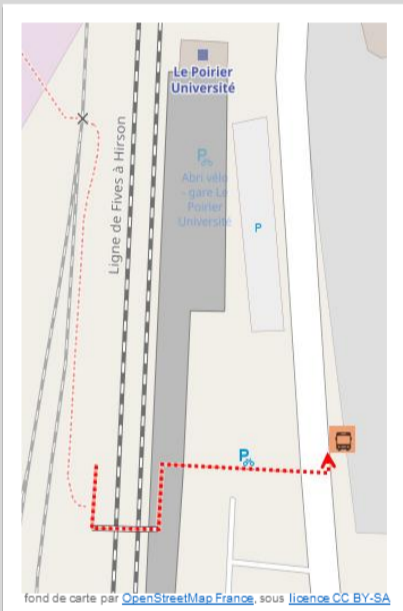 Le Poirier
Université
Ligne de Fives à Hirson
P
Abri vélo
- gare Le
Poirier
Université
P
P
fond de carte par OpenStreetMap France, sous licence CC BY-SA